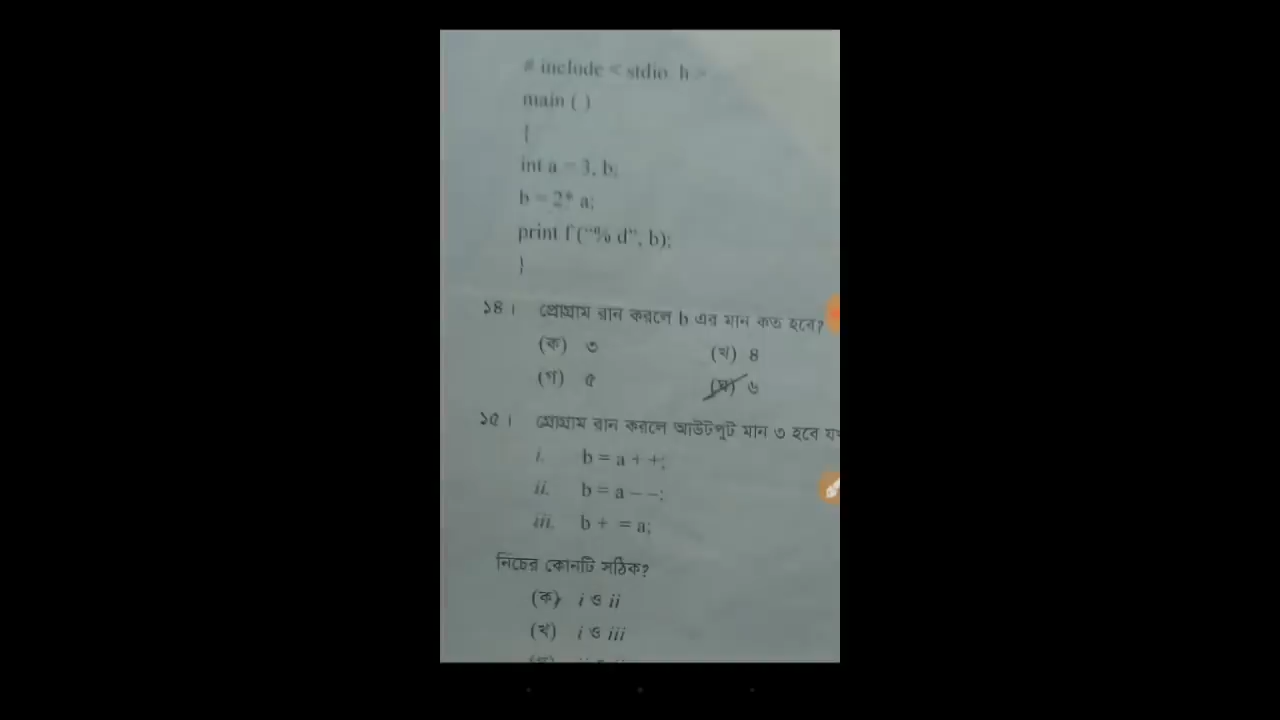 # include < stdio h >
main ( )
{
int a = 3, b;
b = 2* a;
print f ("% d", b);
}
১৪। প্রোগ্রাম রান করলে b এর মান কত হবে?
(ক) ৩ (খ) ৪
(গ) ৫ (ঘ) ৬
১৫। প্রোগ্রাম রান করলে আউটপুট মান ৩ হবে
i. b = a + +;
ii. b = a – –;
iii. b + = a;
নিচের কোনটি সঠিক?
(ক) i ও ii
(খ) i ও iii